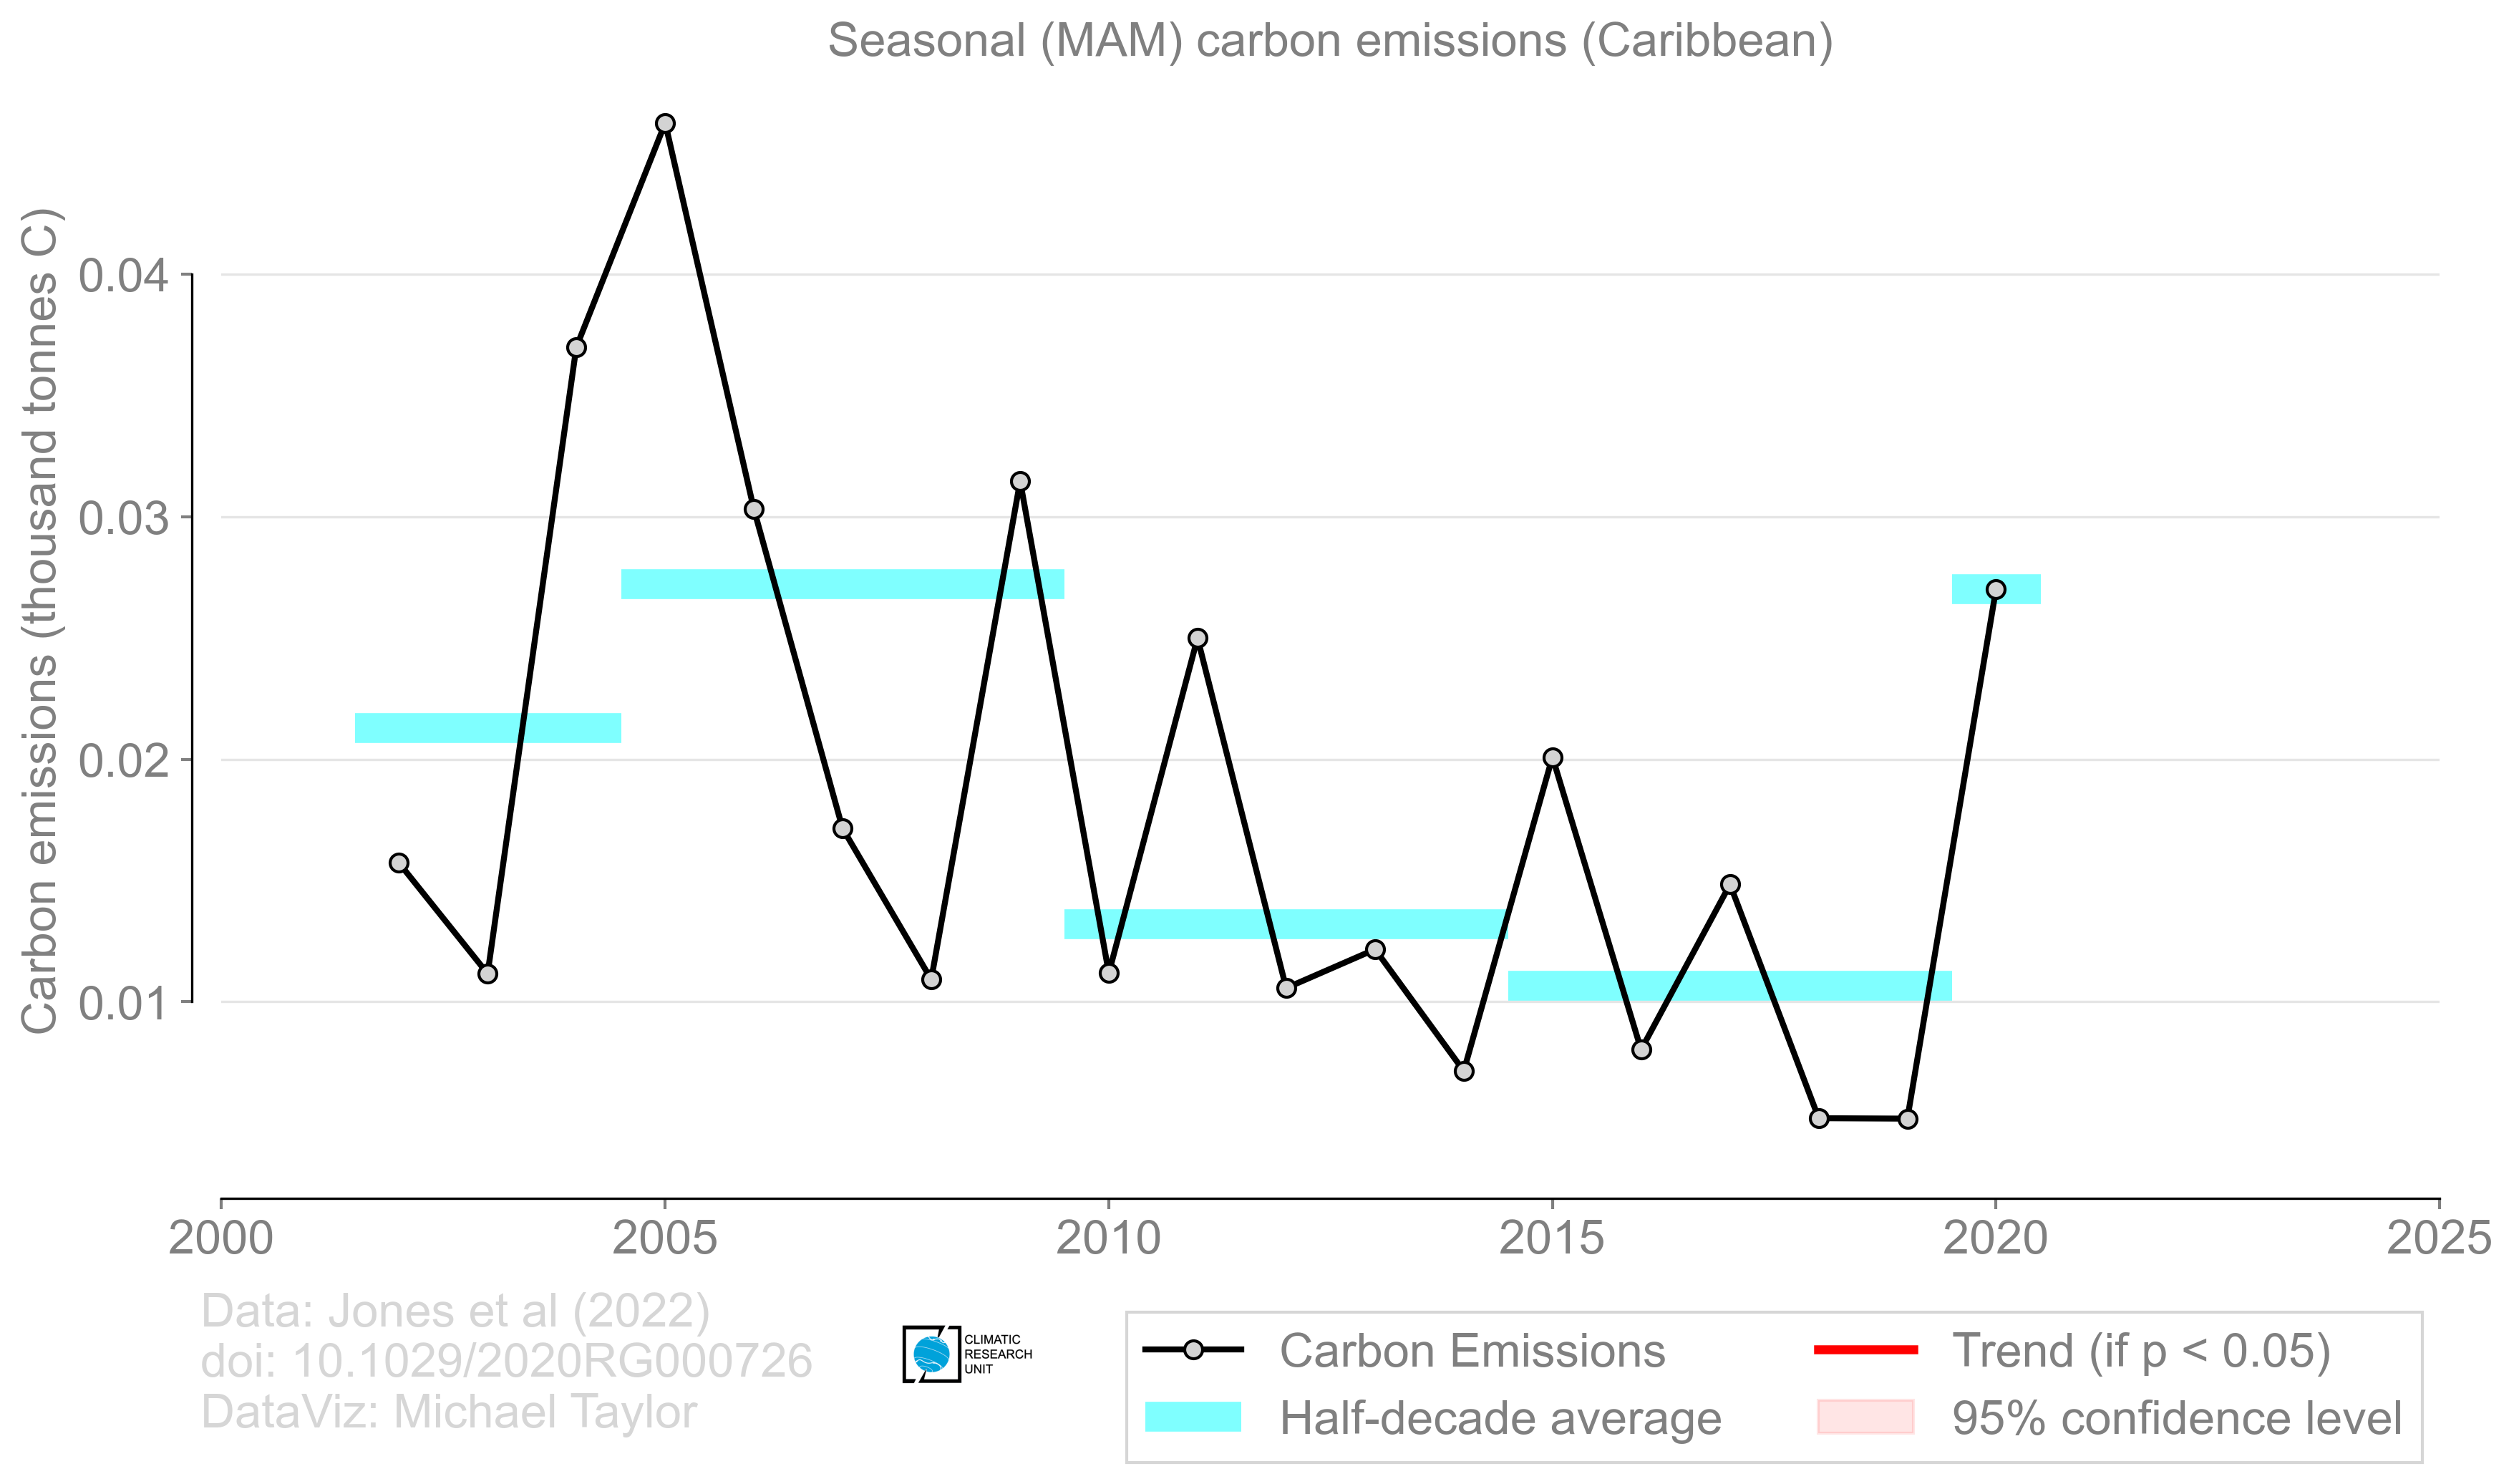 Seasonal (MAM) carbon emissions (Caribbean)
Carbon emissions (thousand tonnes C)
0.04
0.03
0.02
0.01
2000 2005 2010 2015 2020 2025
Data: Jones et al (2022)
doi: 10.1029/2020RG000726
DataViz: Michael Taylor
CLIMATIC
RESEARCH
UNIT
Carbon Emissions
Half-decade average
Trend (if p < 0.05)
95% confidence level